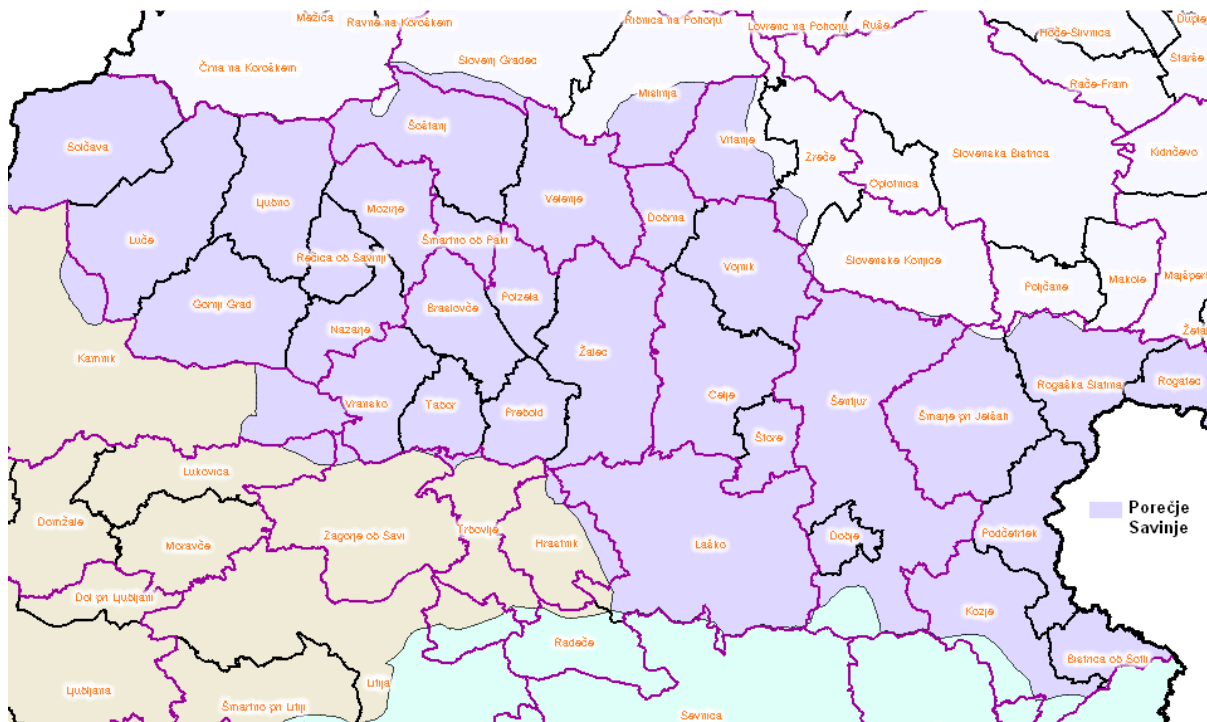 Mežica
Ravne na Koroškem
Ribnica na Pohorju
Lovrenc na Pohorju
Ruše
Hoče-Slivnica
Duplek
Starše
Črna na Koroškem
Slovenj Gradec
Rače-Fram
Mislinja
Šoštanj
Solčava
Vitanje
Zreče
Slovenska Bistrica
Kidričevo
Oplotnica
Ljubno
Mozirje
Velenje
Dobrna
Luče
Šmartno ob Paki
Rečica ob Savinji
Vojnik
Slovenske Konjice
Poljčane
Makole
Majšperk
Gornji Grad
Braslovče
Polzela
Nazarje
Žetale
Kamnik
Žalec
Rogaška Slatina
Rogatec
Vransko
Tabor
Prebold
Celje
Šentjur
Šmarje pri Jelšah
Štore
Lukovica
Domžale
Moravče
Zagorje ob Savi
Trbovlje
Hrastnik
Laško
Dobje
Podčetrtek
Porečje
Savinje
Dol pri Ljubljani
Kozje
Radeče
Bistrica ob Sotli
Ljubljana
Šmartno pri Litiji
Litija
Sevnica